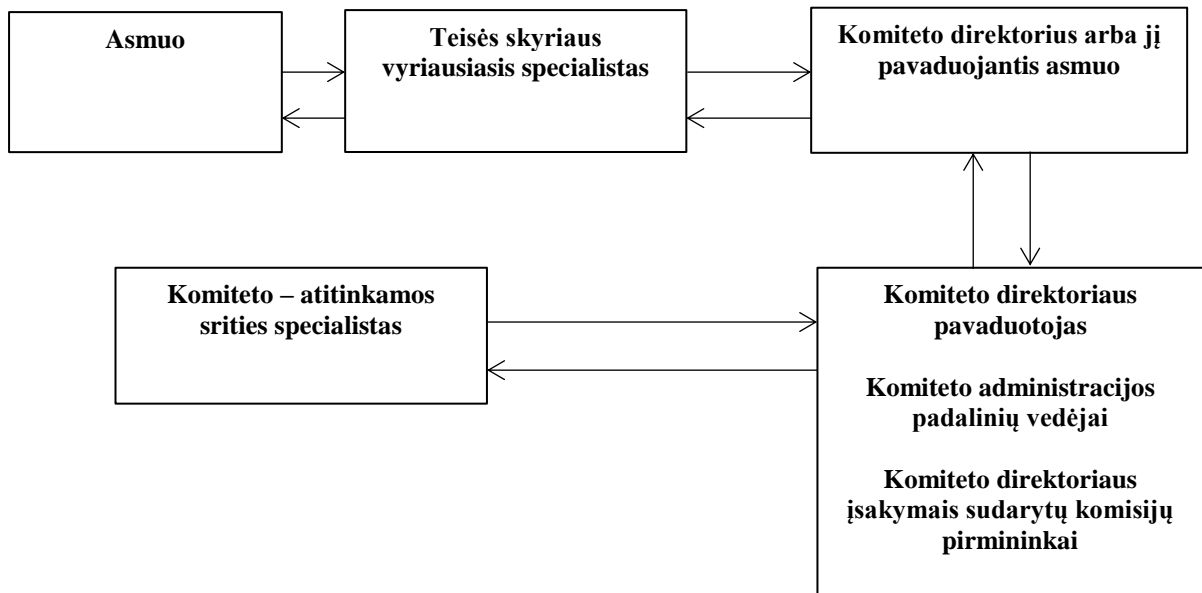 Asmuo
Teisės skyriaus
vyriausiasis specialistas
Komiteto direktorius arba jį
pavaduojantis asmuo
Komiteto – atitinkamos
srities specialistas
Komiteto direktoriaus
pavaduotojas
Komiteto administracijos
padalinių vedėjai
Komiteto direktoriaus
įsakymais sudarytų komisijų
pirmininkai